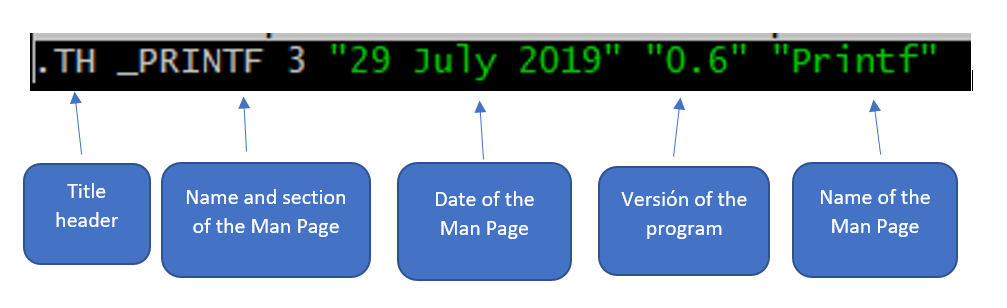 .TH _PRINTF 3 "29 July 2019" "0.6" "Printf"
Title
header
Name and section
of the Man Page
Date of the
Man Page
Versión of the
program
Name of the
Man Page